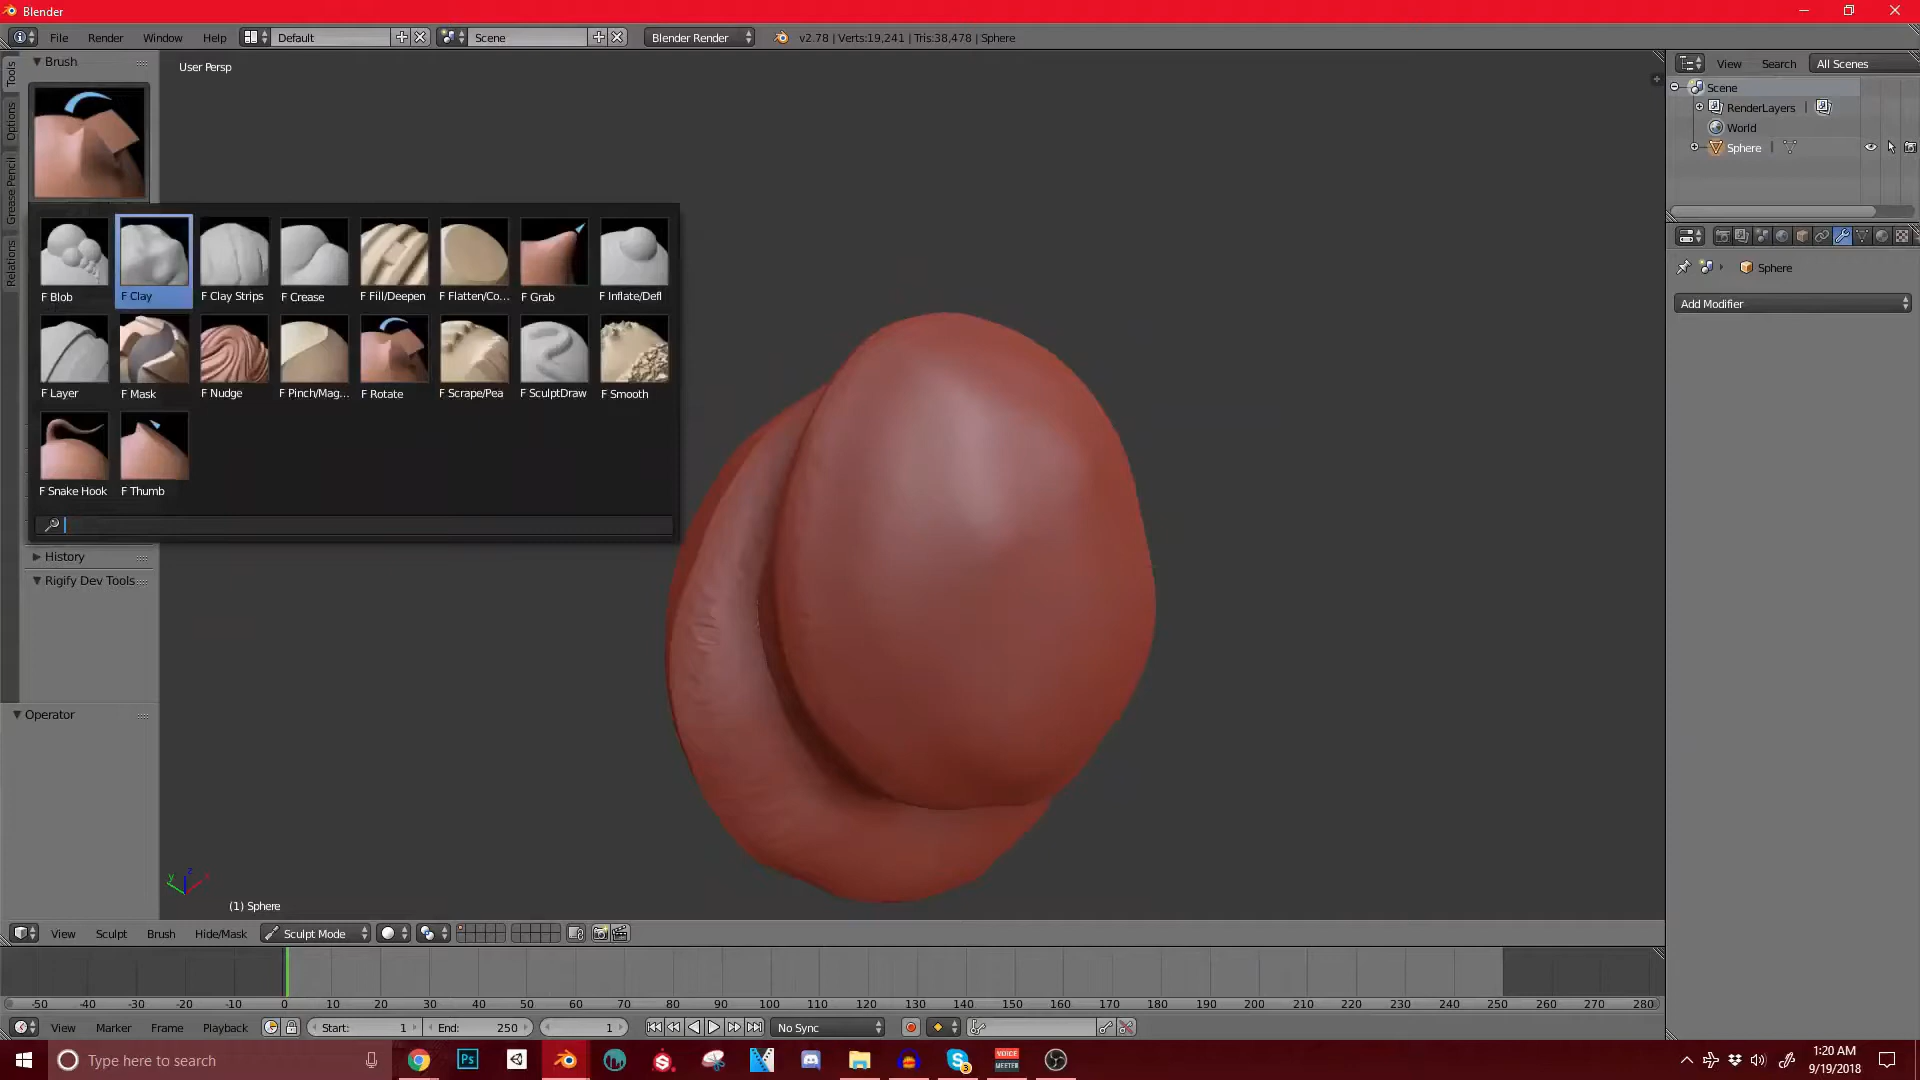 Blender
File Render Window Help Default Scene Blender Render v2.78 | Verts:19,241 | Tris:38,478 | Sphere
Tools
Options
Grease Pencil
Relations
Brush
User Persp
F Blob F Clay F Clay Strips F Crease F Fill/Deepen F Flatten/Co... F Grab F Inflate/Defl
F Layer F Mask F Nudge F Pinch/Mag... F Rotate F Scrape/Pea F SculptDraw F Smooth
F Snake Hook F Thumb
History
Rigify Dev Tools
Operator
y z x
(1) Sphere
View Search All Scenes
Scene
RenderLayers |
World
Sphere |
Sphere
Add Modifier
View Sculpt Brush Hide/Mask Sculpt Mode
-50 -40 -30 -20 -10 0 10 20 30 40 50 60 70 80 90 100 110 120 130 140 150 160 170 180 190 200 210 220 230 240 250 260 270 280
View Marker Frame Playback Start: 1 End: 250 1 No Sync
Type here to search
Ps
S
3
VOICE
MEETER
1:20 AM
9/19/2018